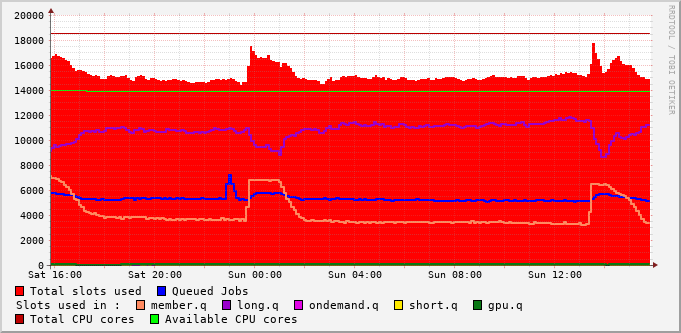 20000
18000
16000
14000
12000
10000
8000
6000
4000
2000
0
Sat 16:00 Sat 20:00 Sun 00:00 Sun 04:00 Sun 08:00 Sun 12:00
RRDTOOL / TOBI OETIKER
Total slots used Queued Jobs
Slots used in : member.q long.q ondemand.q short.q gpu.q
Total CPU cores Available CPU cores